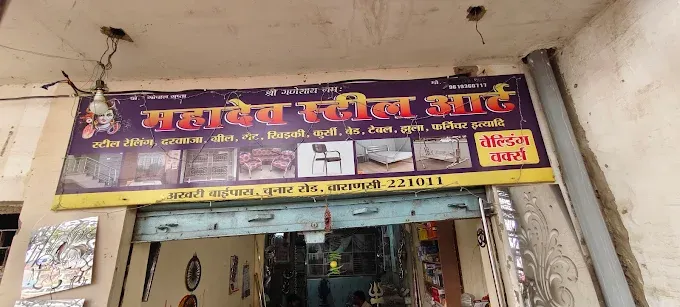 श्री गणेशाय नमः
प्रो. गोपाल गुप्ता
मो.
महादेव स्टील आर्ट
स्टील रेलिंग, दरवाजा, ग्रील, गेट, खिड़की, कुर्सी, बेड, टेबल, झूला, फर्निचर इत्यादि
वेल्डिंग
वर्क्स
अखरी बाईपास, चुनार रोड, वाराणसी-221011